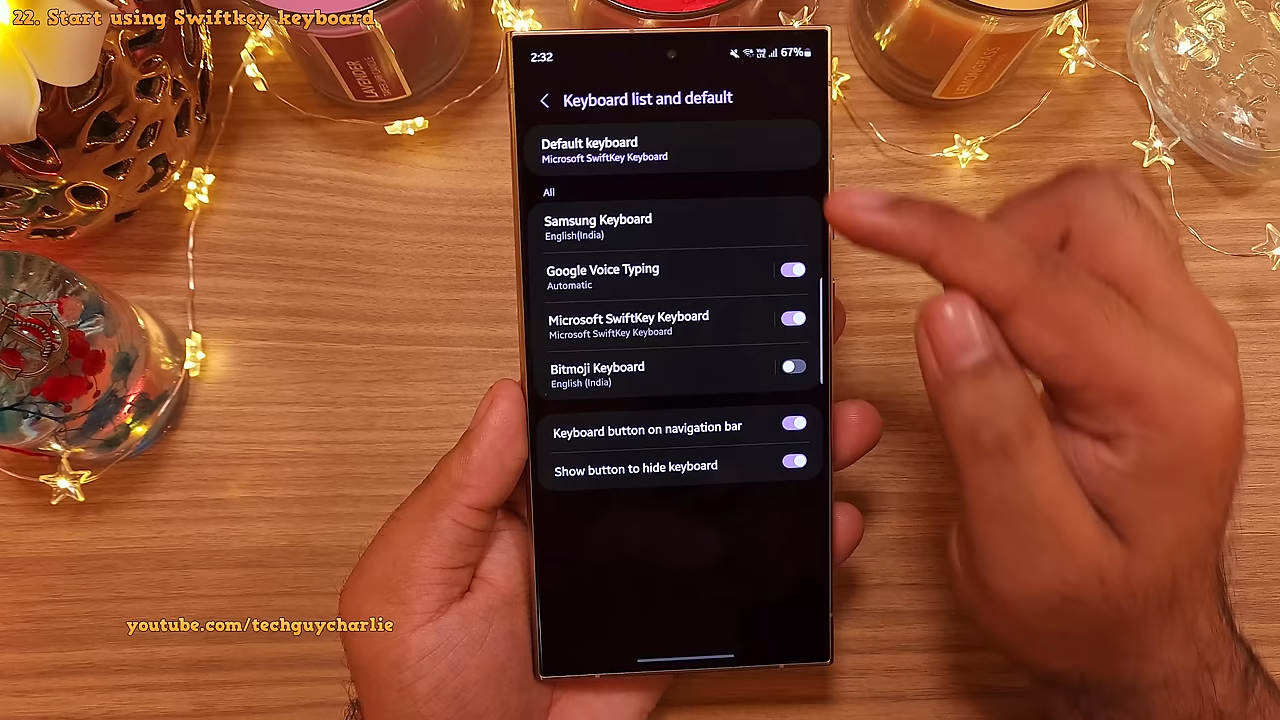 22. Start using Swiftkey keyboard.
LAVENDER
LEMONGRASS
2:32
67%
Keyboard list and default
Default keyboard
Microsoft SwiftKey Keyboard
All
Samsung Keyboard
English(India)
Google Voice Typing
Automatic
Microsoft SwiftKey Keyboard
Microsoft SwiftKey Keyboard
Bitmoji Keyboard
English (India)
Keyboard button on navigation bar
Show button to hide keyboard
youtube.com/techguycharlie